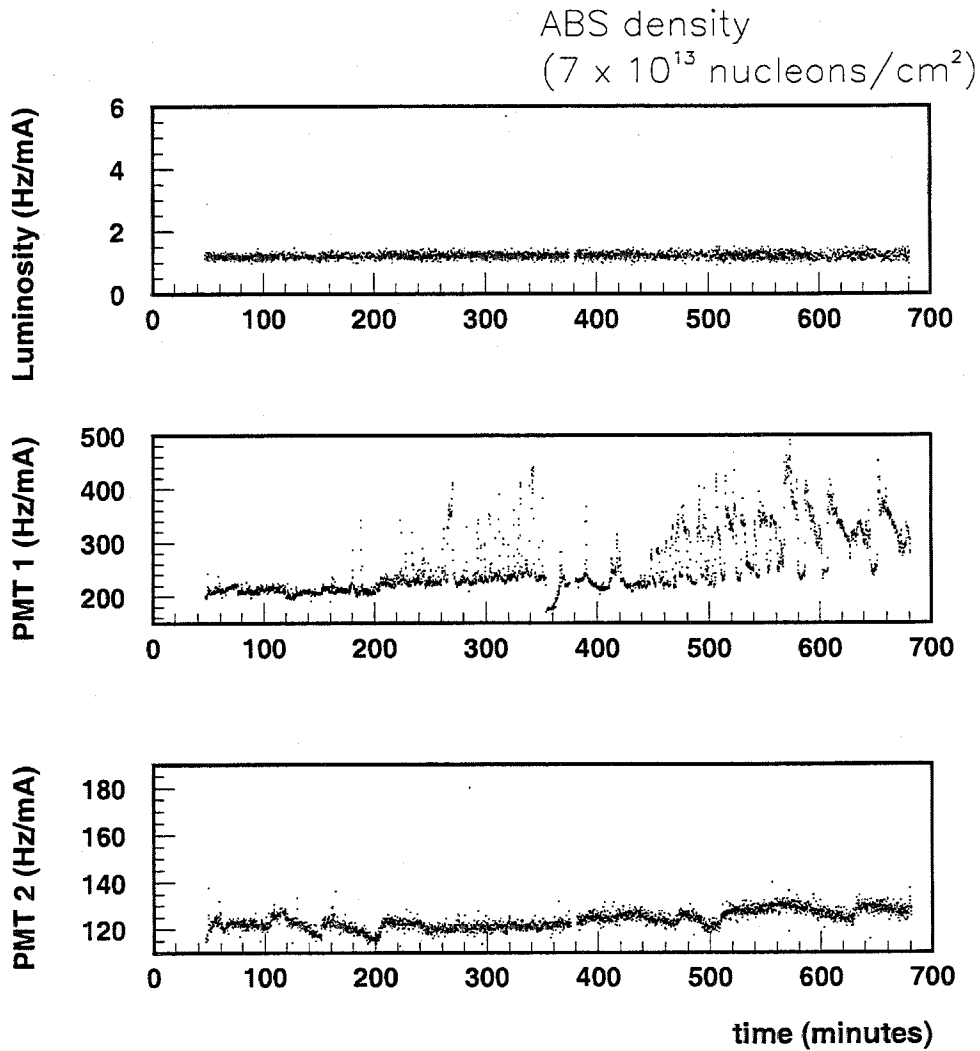 ABS density
(7 x 10¹³ nucleons/cm²)
Luminosity (Hz/mA)
6
4
2
0
0 100 200 300 400 500 600 700
PMT 1 (Hz/mA)
500
400
300
200
0 100 200 300 400 500 600 700
PMT 2 (Hz/mA)
180
160
140
120
0 100 200 300 400 500 600 700
time (minutes)